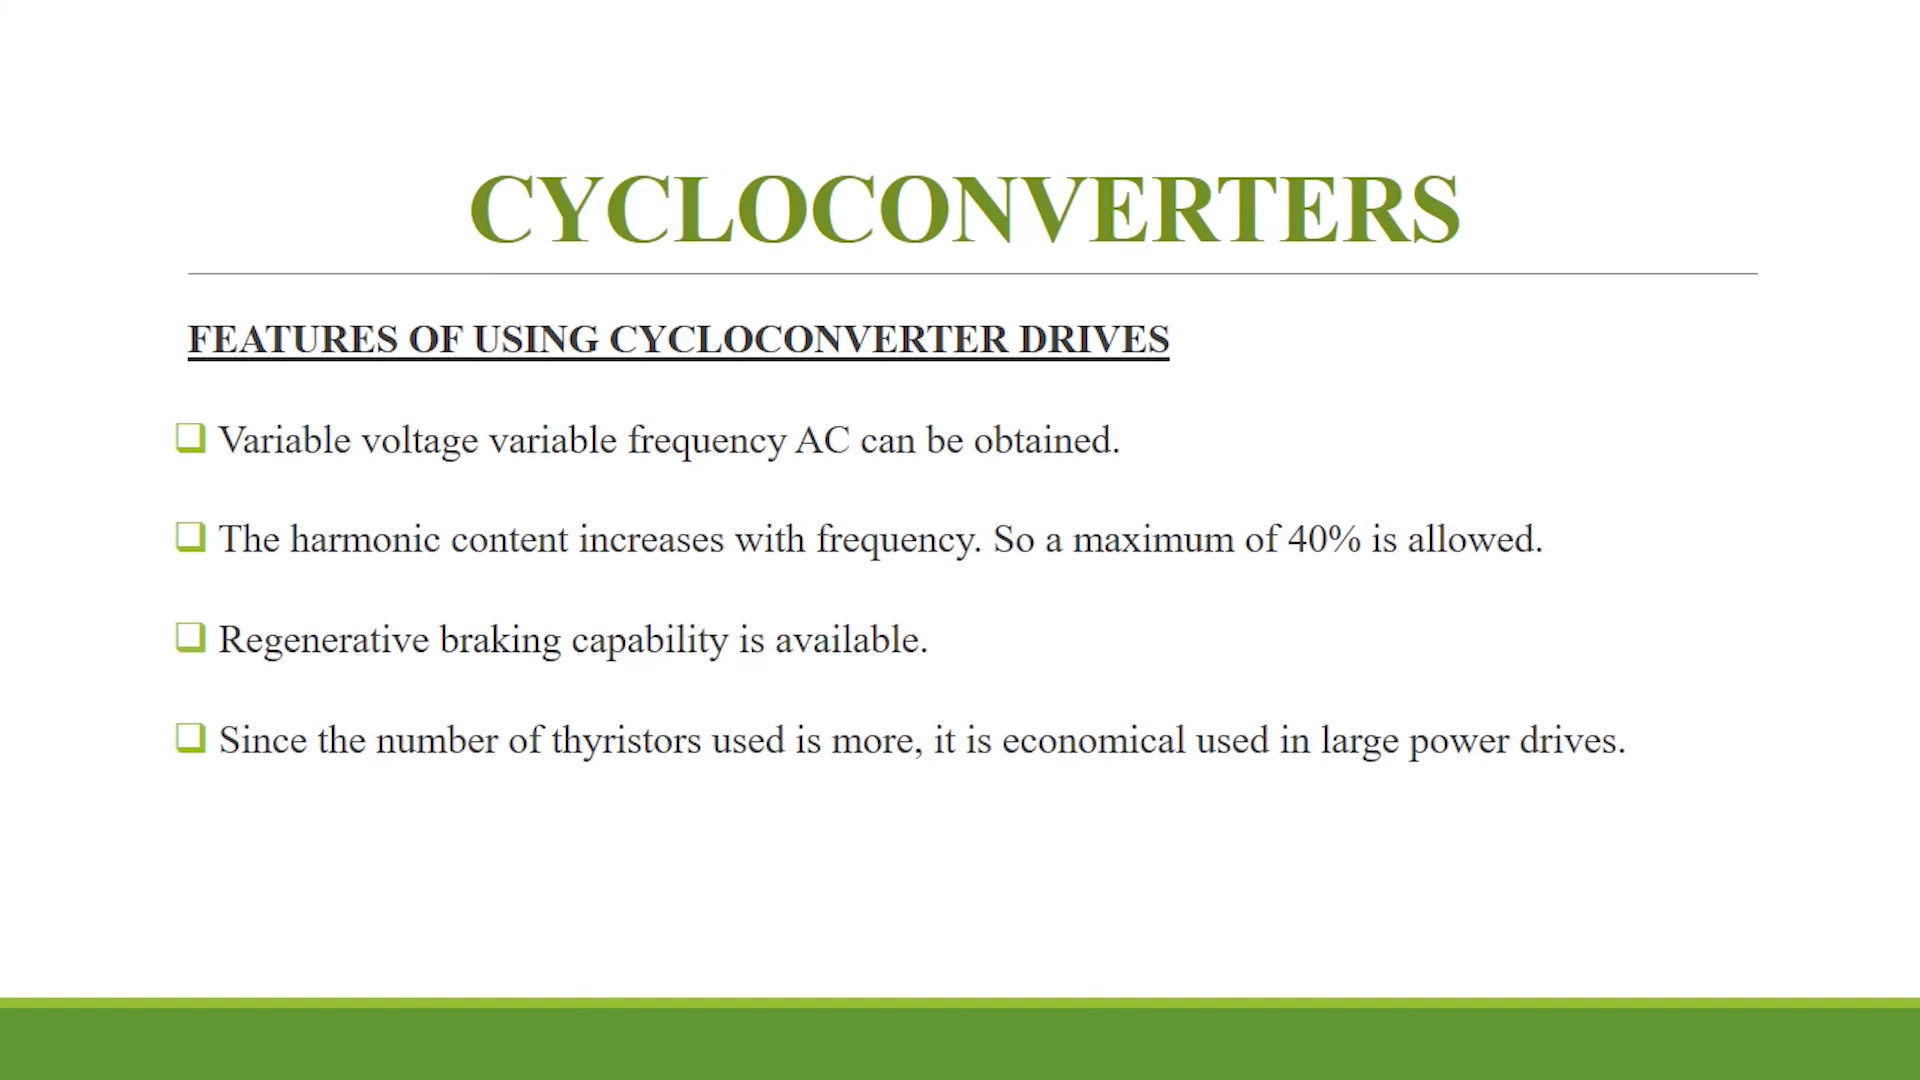 CYCLOCONVERTERS
FEATURES OF USING CYCLOCONVERTER DRIVES
Variable voltage variable frequency AC can be obtained.
The harmonic content increases with frequency. So a maximum of 40% is allowed.
Regenerative braking capability is available.
Since the number of thyristors used is more, it is economical used in large power drives.